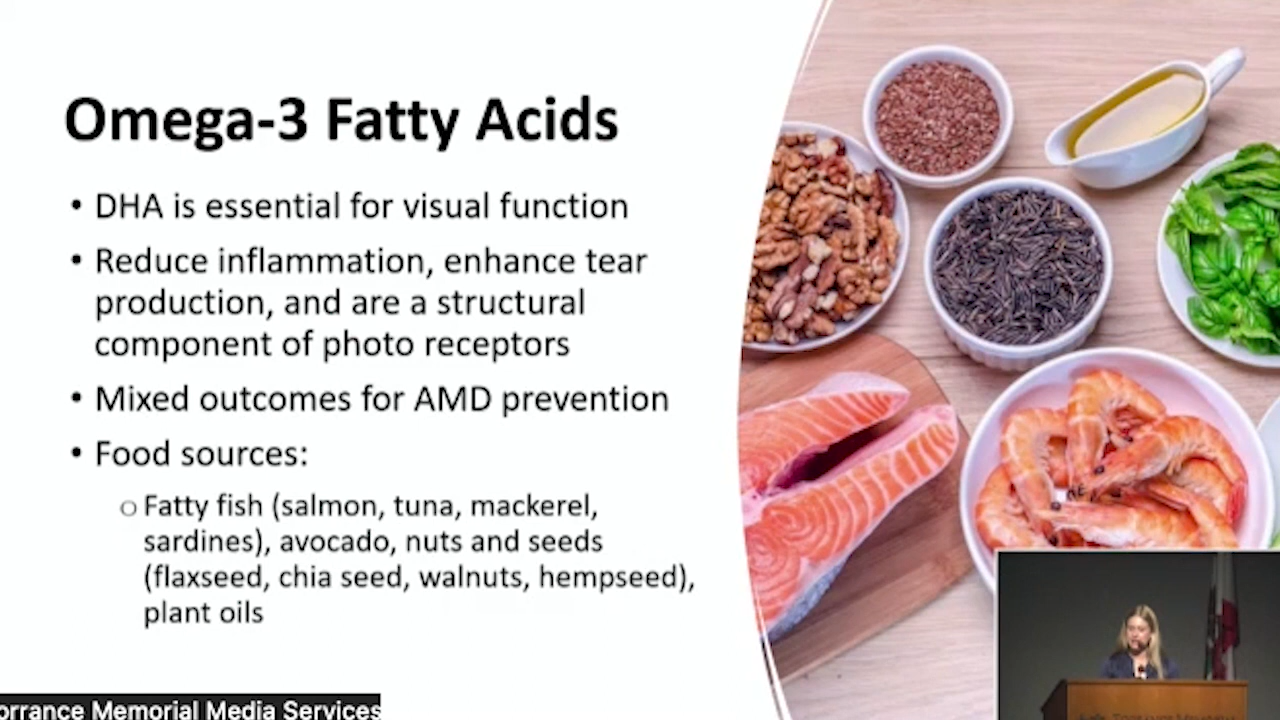 Omega-3 Fatty Acids
• DHA is essential for visual function
• Reduce inflammation, enhance tear
production, and are a structural
component of photo receptors
• Mixed outcomes for AMD prevention
• Food sources:
o Fatty fish (salmon, tuna, mackerel,
sardines), avocado, nuts and seeds
(flaxseed, chia seed, walnuts, hempseed),
plant oils
orrance Memorial Media Services